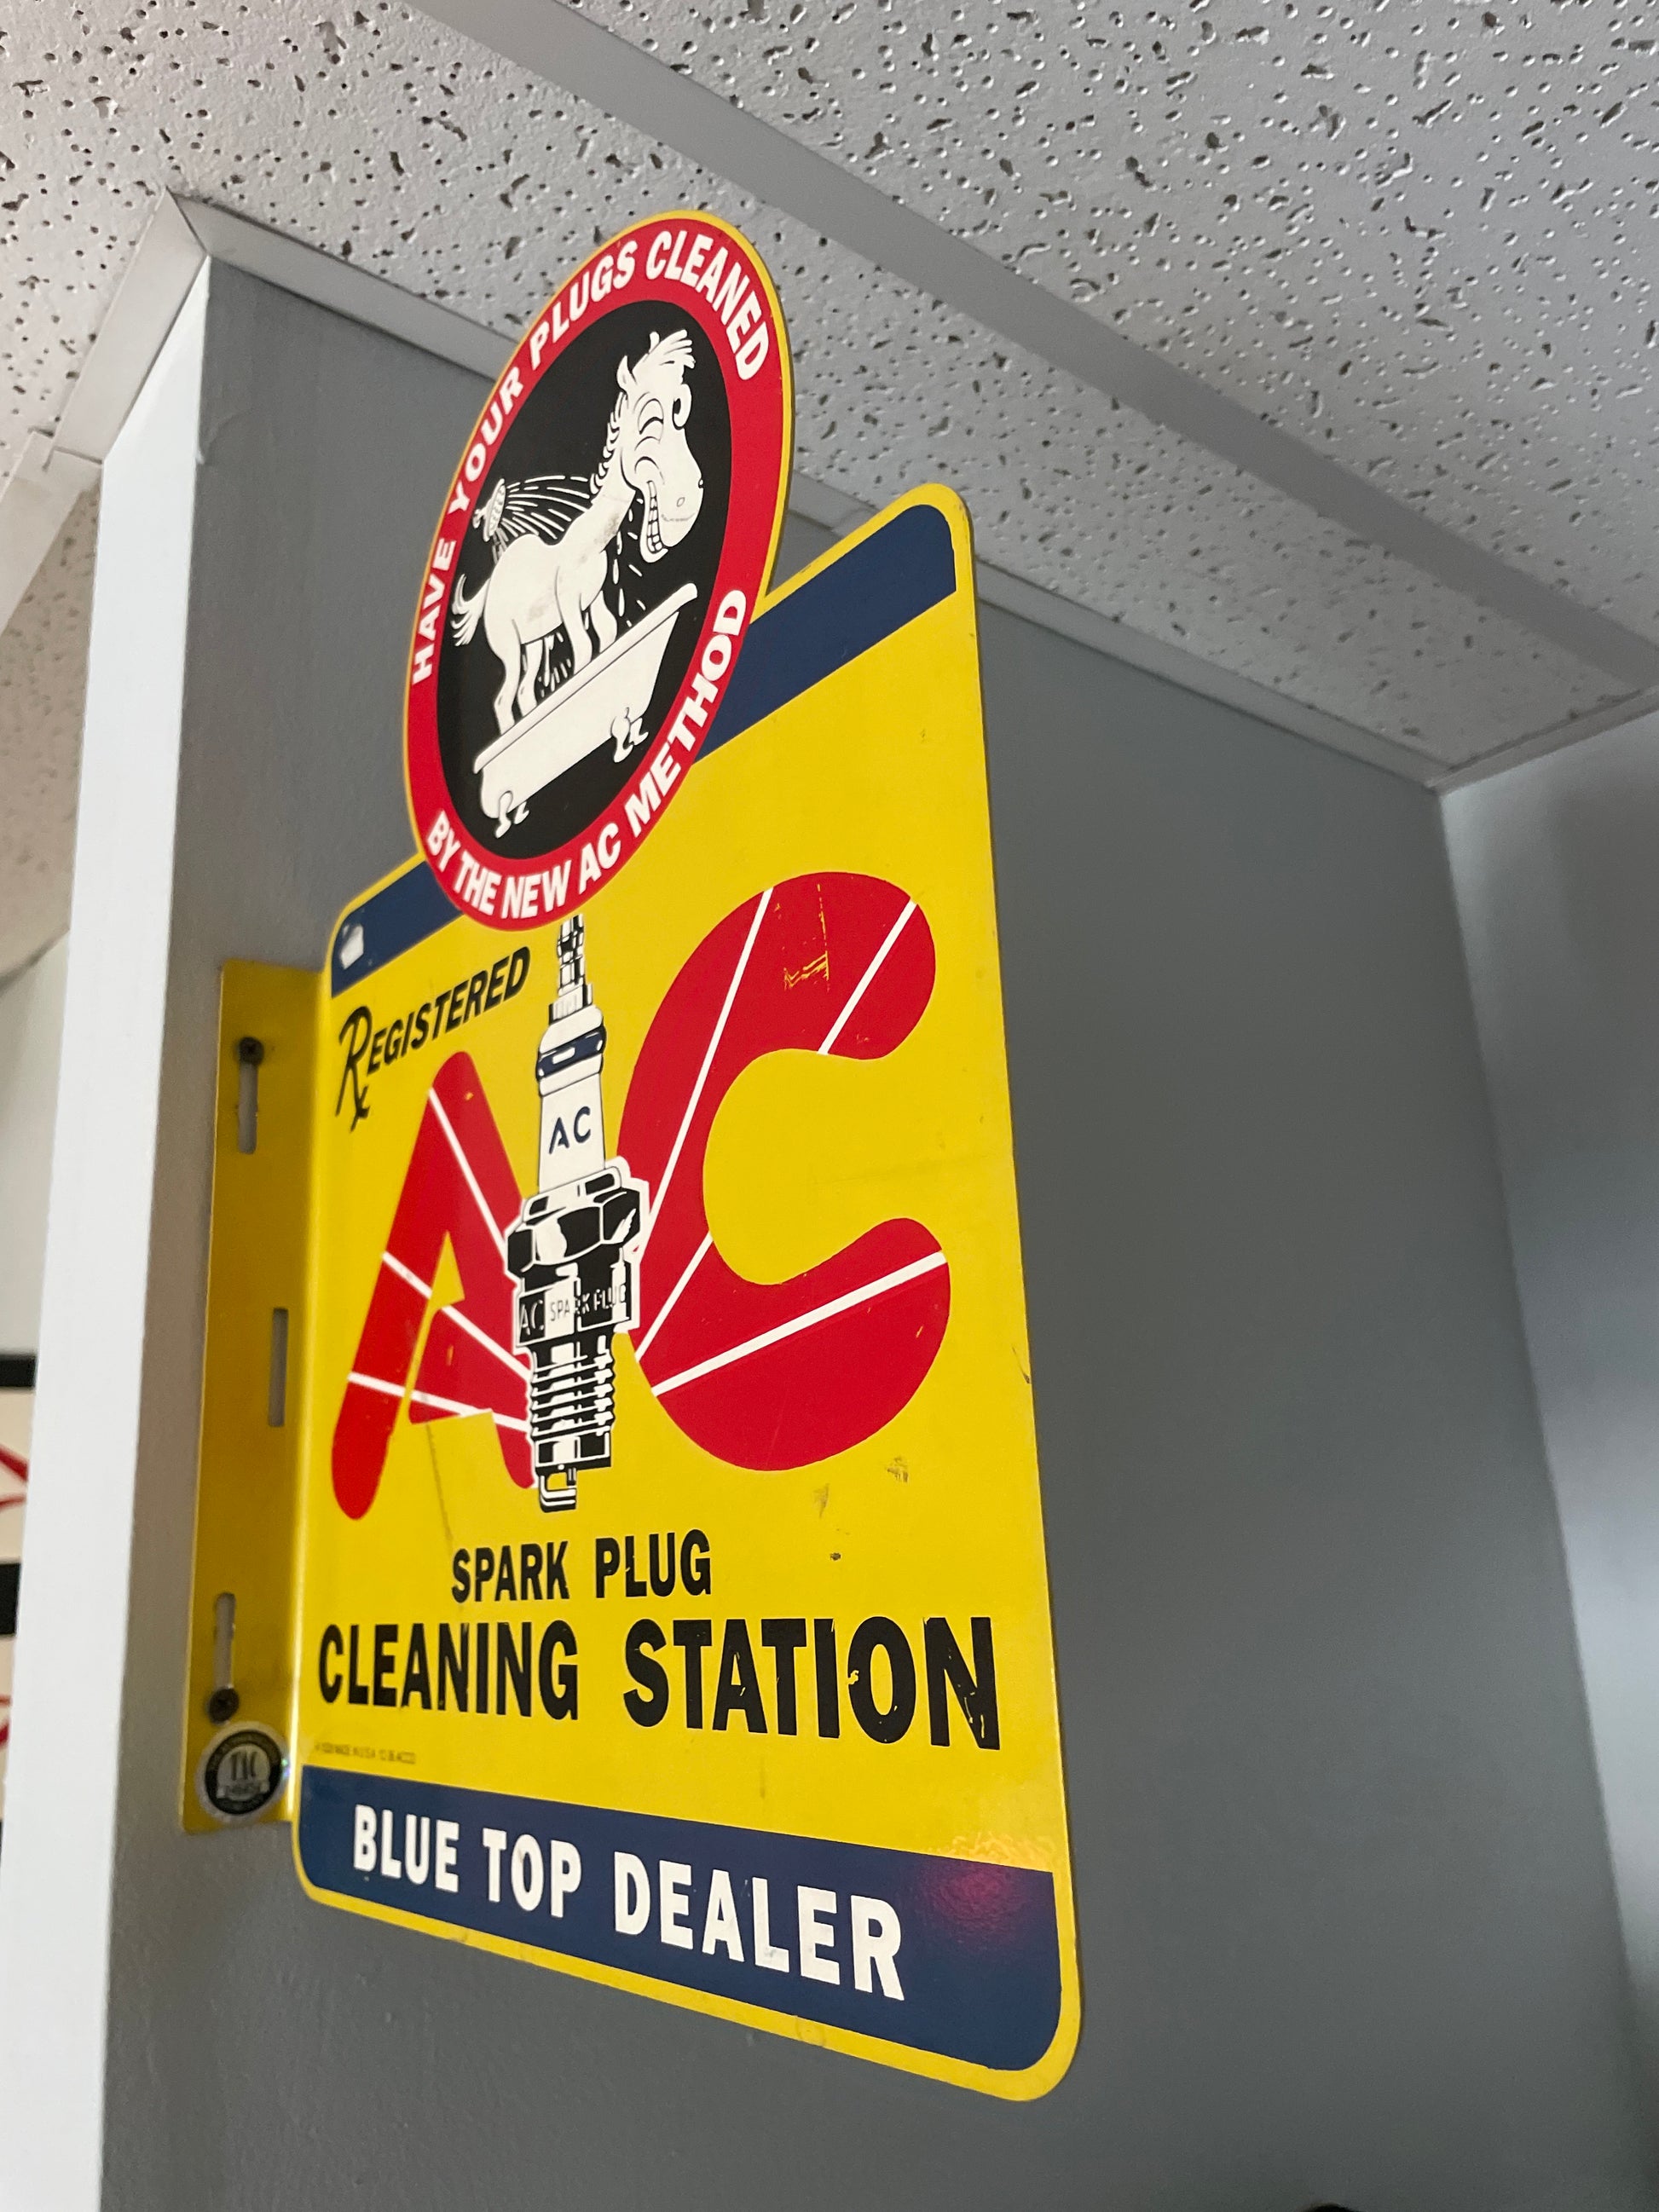 HAVE YOUR PLUGS CLEANED
BY THE NEW AC METHOD
REGISTERED
AC
AC
AC SPARK PLUG
SPARK PLUG
CLEANING STATION
BLUE TOP DEALER
TAC